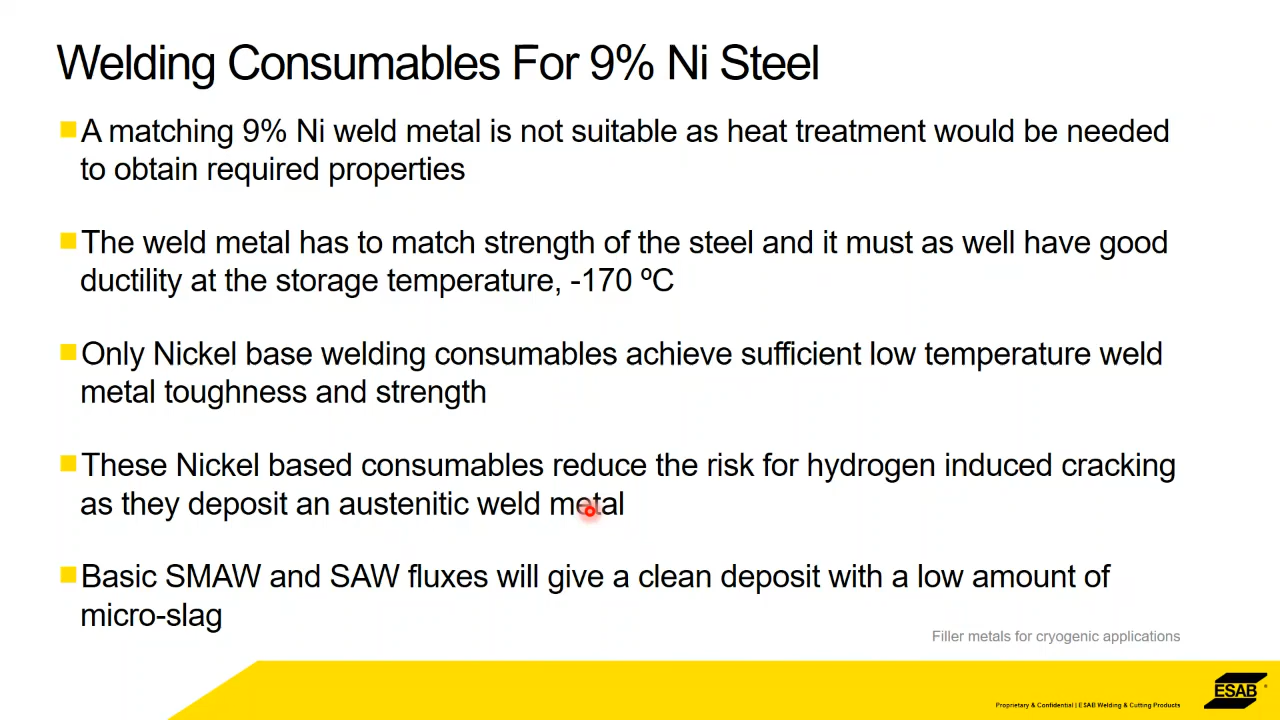 Welding Consumables For 9% Ni Steel
A matching 9% Ni weld metal is not suitable as heat treatment would be needed
to obtain required properties
The weld metal has to match strength of the steel and it must as well have good
ductility at the storage temperature, -170 ºC
Only Nickel base welding consumables achieve sufficient low temperature weld
metal toughness and strength
These Nickel based consumables reduce the risk for hydrogen induced cracking
as they deposit an austenitic weld metal
Basic SMAW and SAW fluxes will give a clean deposit with a low amount of
micro-slag
Filler metals for cryogenic applications
Proprietary & Confidential | ESAB Welding & Cutting Products
ESAB